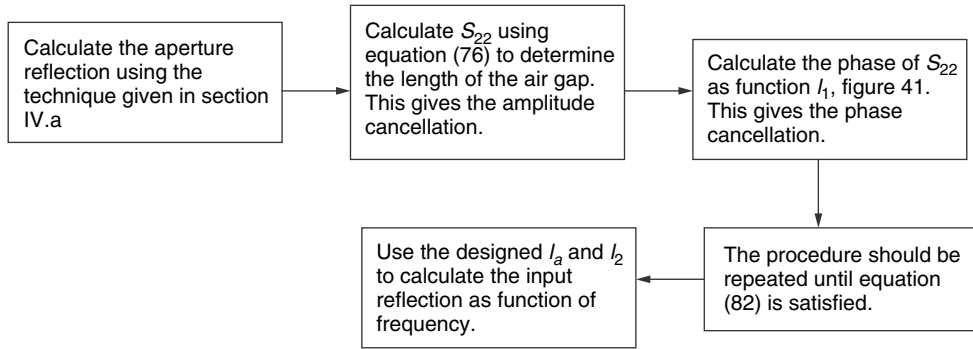 Calculate the aperture
reflection using the
technique given in section
IV.a
Calculate S22 using
equation (76) to determine
the length of the air gap.
This gives the amplitude
cancellation.
Calculate the phase of S22
as function l1, figure 41.
This gives the phase
cancellation.
The procedure should be
repeated until equation
(82) is satisfied.
Use the designed la and l2
to calculate the input
reflection as function of
frequency.